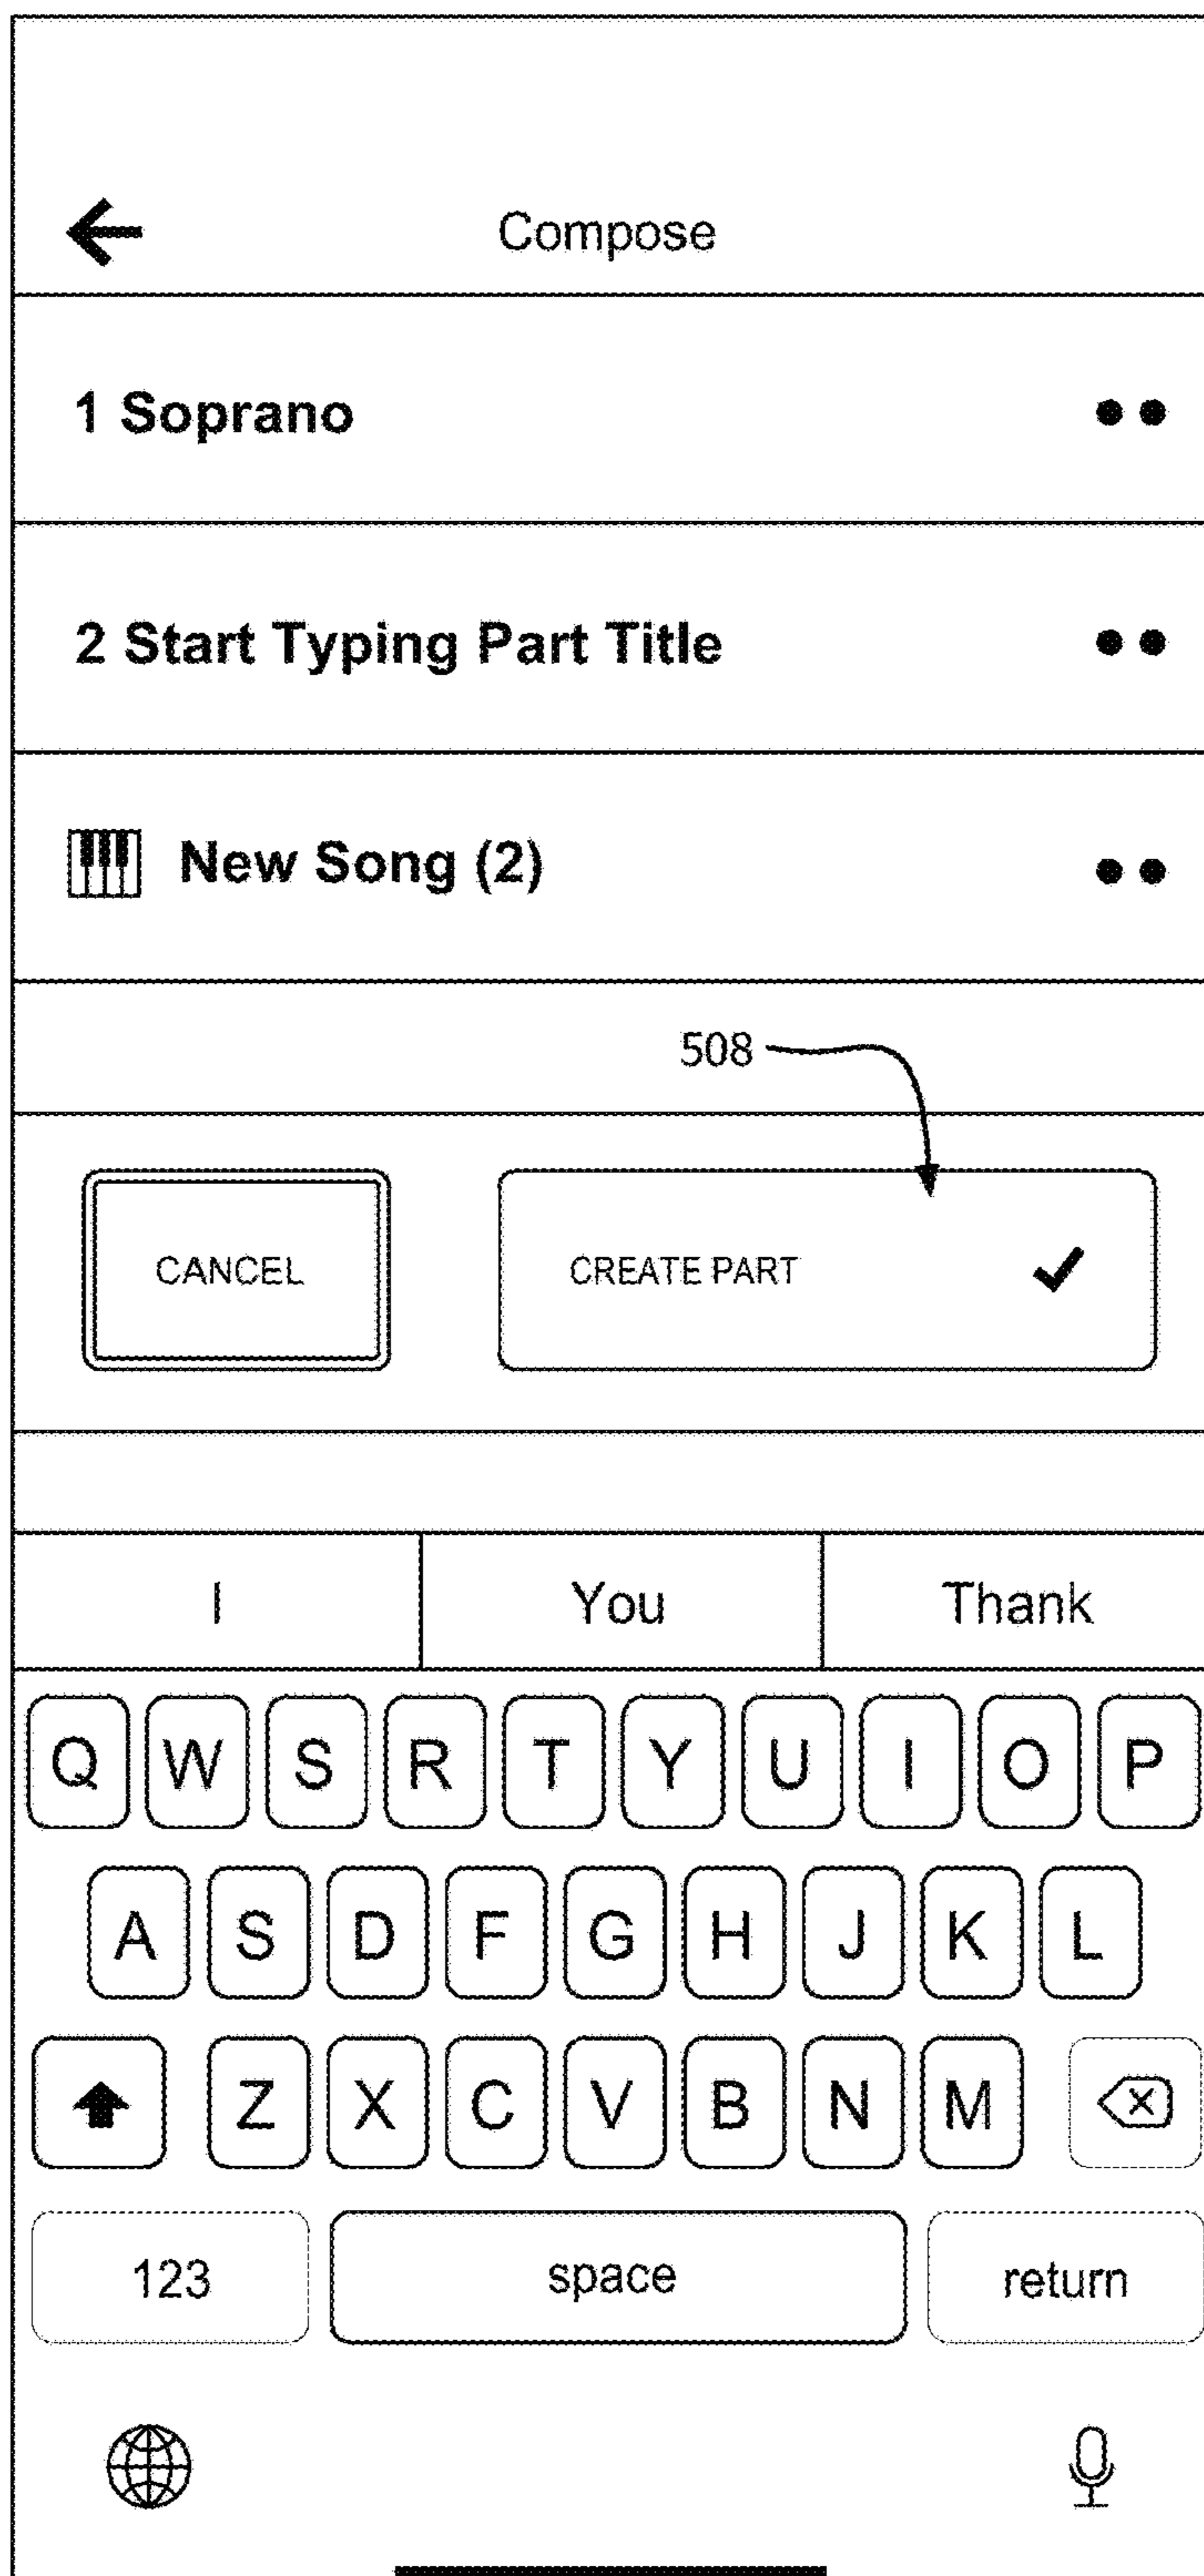 Compose
1 Soprano
2 Start Typing Part Title
New Song (2)
508
CANCEL CREATE PART
I You Thank
Q W S R T Y U I O P
A S D F G H J K L
Z X C V B N M
123 space return